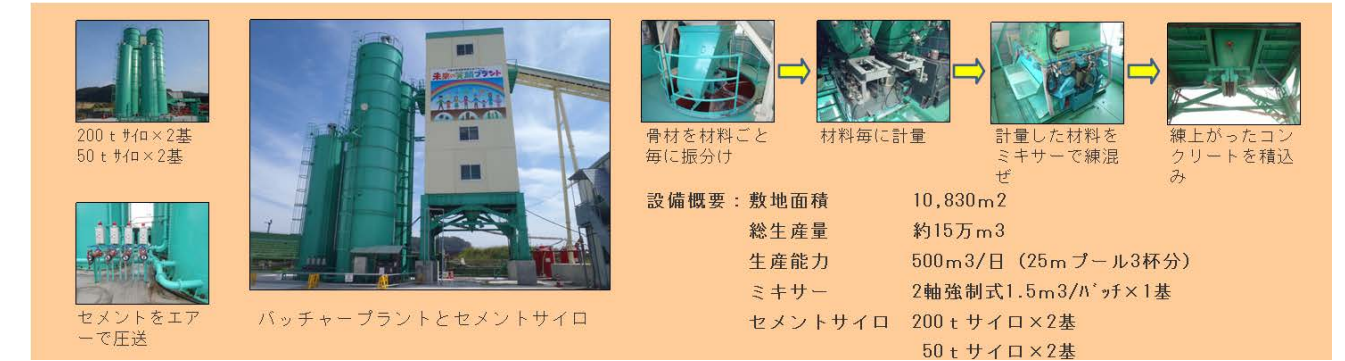 200ｔサイロ×2基
50ｔサイロ×2基
セメントをエア
ーで圧送
未来の笑顔プラント
バッチャープラントとセメントサイロ
骨材を材料ごと
毎に振分け
材料毎に計量
計量した材料を
ミキサーで練混
ぜ
練上がったコン
クリートを積込
み
設備概要：敷地面積 10,830ｍ2
総生産量 約15万ｍ3
生産能力 500ｍ3/日（25ｍプール3杯分）
ミキサー 2軸強制式1.5ｍ3/バッチ×1基
セメントサイロ 200ｔサイロ×2基
50ｔサイロ×2基